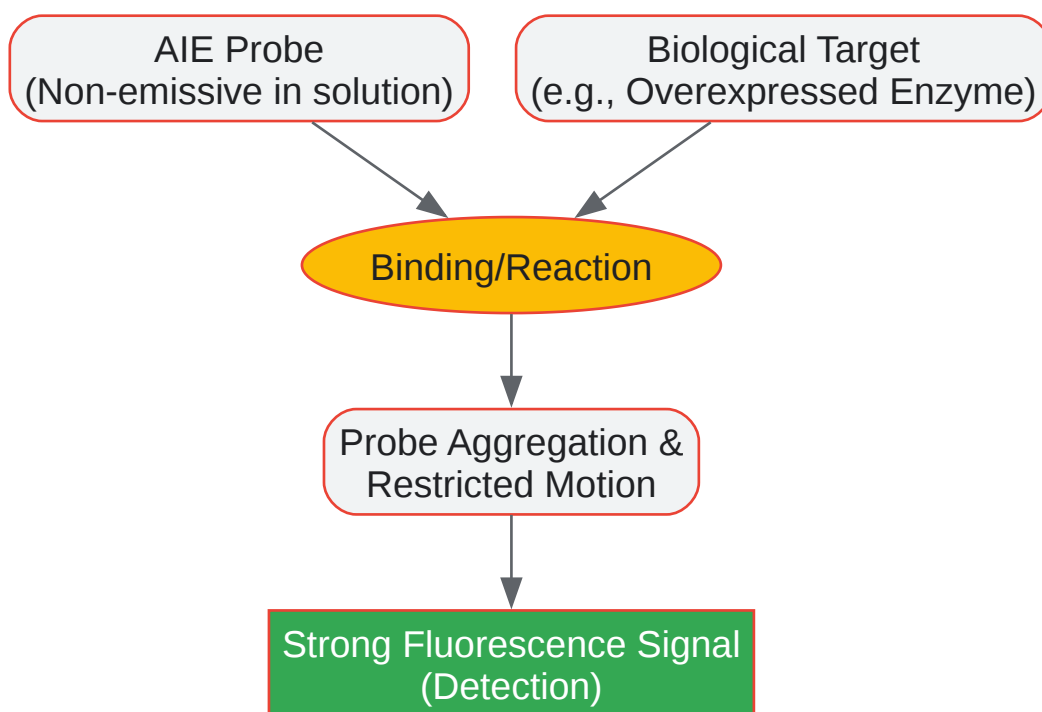 AIE Probe
(Non-emissive in solution)
Biological Target
(e.g., Overexpressed Enzyme)
Binding/Reaction
Probe Aggregation &
Restricted Motion
Strong Fluorescence Signal
(Detection)